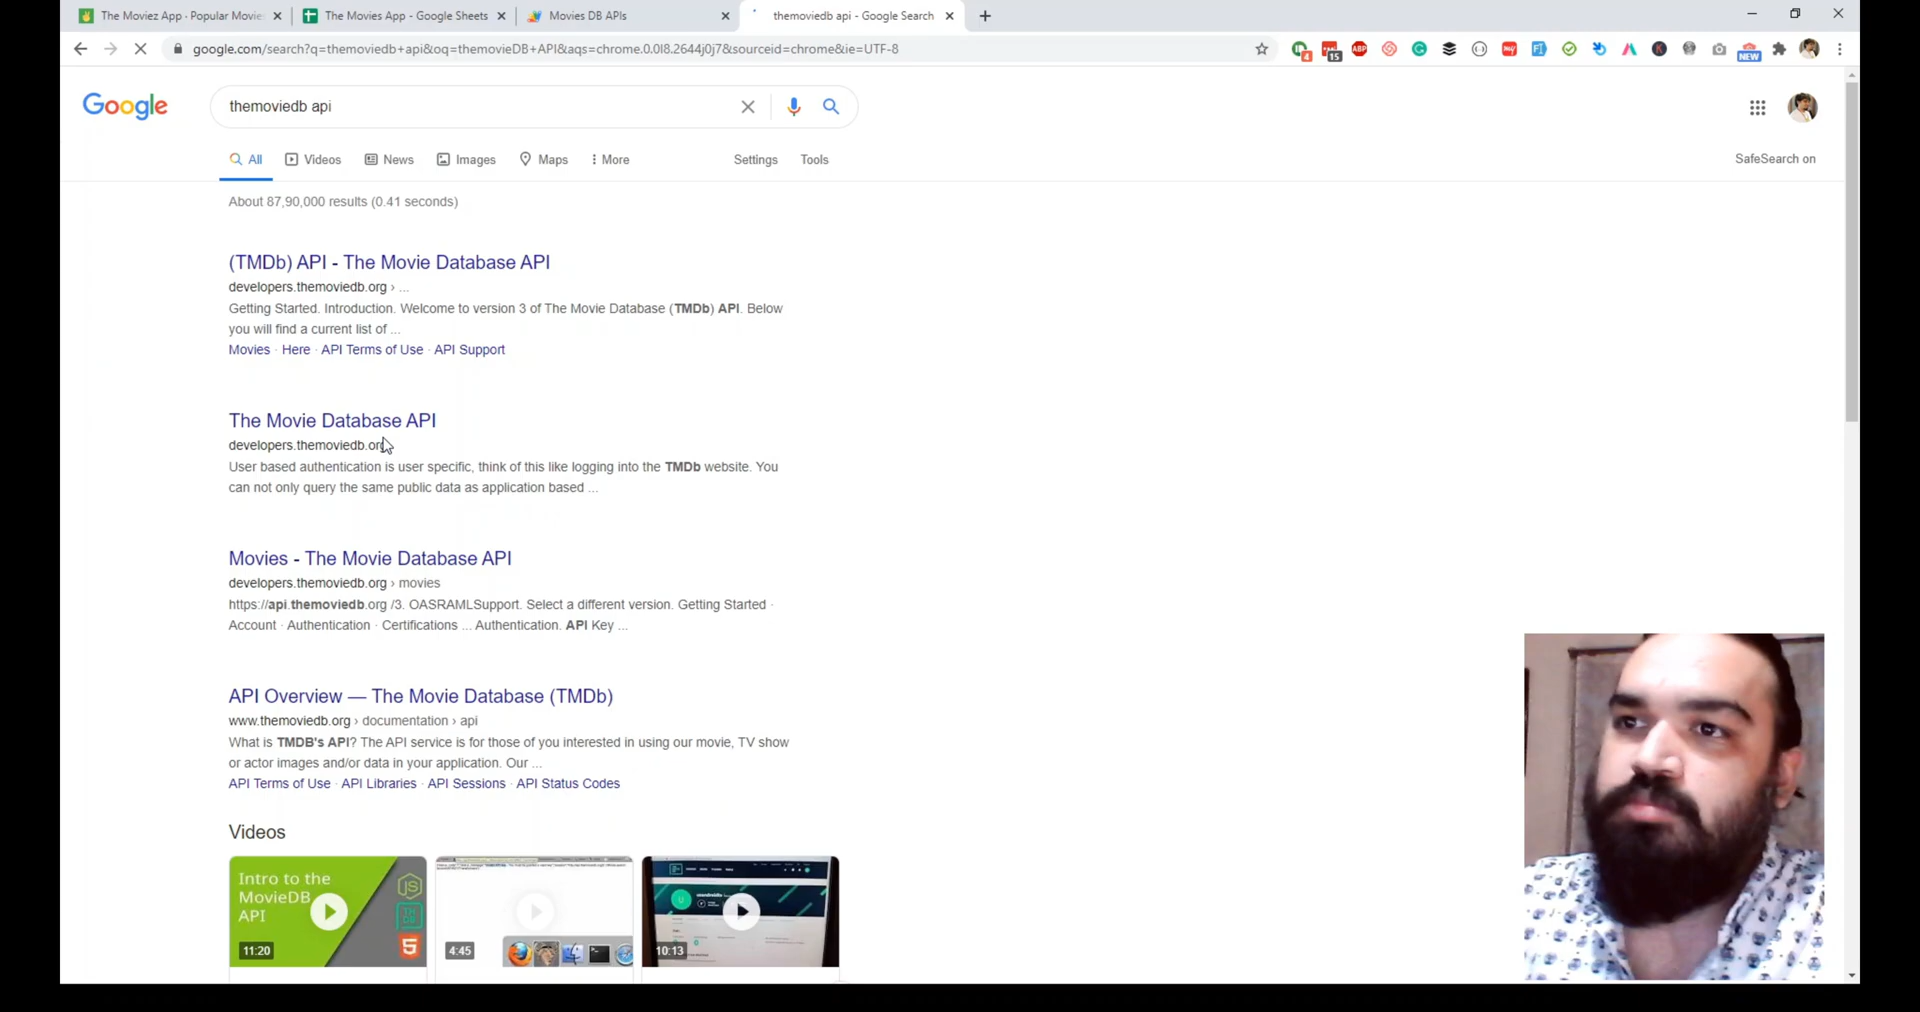 The Moviez App - Popular Movie
The Movies App - Google Sheets
Movies DB APIs
themoviedb api - Google Search
google.com/search?q=themoviedb+api&oq=themovieDB+API&aqs=chrome.0.0l8.2644j0j7&sourceid=chrome&ie=UTF-8
4
15
ABP
NEW
Google
themoviedb api
All Videos News Images Maps More Settings Tools
SafeSearch on
About 87,90,000 results (0.41 seconds)
(TMDb) API - The Movie Database API
developers.themoviedb.org › ...
Getting Started. Introduction. Welcome to version 3 of The Movie Database (TMDb) API. Below
you will find a current list of ...
Movies · Here · API Terms of Use · API Support
The Movie Database API
developers.themoviedb.org
User based authentication is user specific, think of this like logging into the TMDb website. You
can not only query the same public data as application based ...
Movies - The Movie Database API
developers.themoviedb.org › movies
https://api.themoviedb.org /3. OASRAMLSupport. Select a different version. Getting Started ·
Account · Authentication · Certifications ... Authentication. API Key ...
API Overview — The Movie Database (TMDb)
www.themoviedb.org › documentation › api
What is TMDB's API? The API service is for those of you interested in using our movie, TV show
or actor images and/or data in your application. Our ...
API Terms of Use · API Libraries · API Sessions · API Status Codes
Videos
Intro to the
MovieDB
API
11:20
4:45
10:13